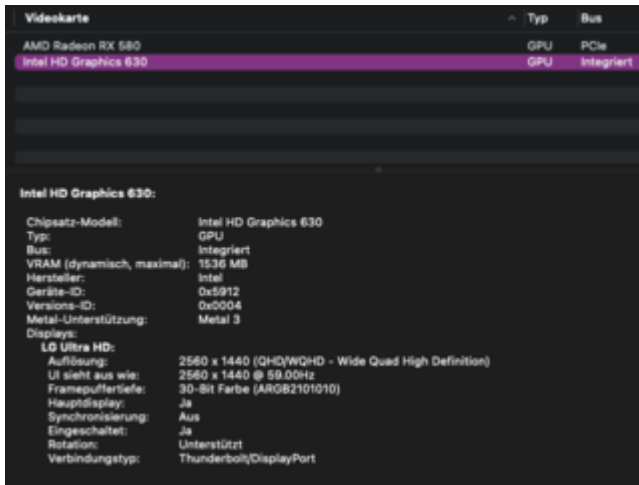 Videokarte Typ Bus
AMD Radeon RX 580 GPU PCIe
Intel HD Graphics 630 GPU Integriert
Intel HD Graphics 630:
Chipsatz-Modell: Intel HD Graphics 630
Typ: GPU
Bus: Integriert
VRAM (dynamisch, maximal): 1536 MB
Hersteller: Intel
Geräte-ID: 0x5912
Versions-ID: 0x0004
Metal-Unterstützung: Metal 3
Displays:
LG Ultra HD:
Auflösung: 2560 x 1440 (QHD/WQHD - Wide Quad High Definition)
UI sieht aus wie: 2560 x 1440 @ 59.00Hz
Framepuffertiefe: 30-Bit Farbe (ARGB2101010)
Hauptdisplay: Ja
Synchronisierung: Aus
Eingeschaltet: Ja
Rotation: Unterstützt
Verbindungstyp: Thunderbolt/DisplayPort